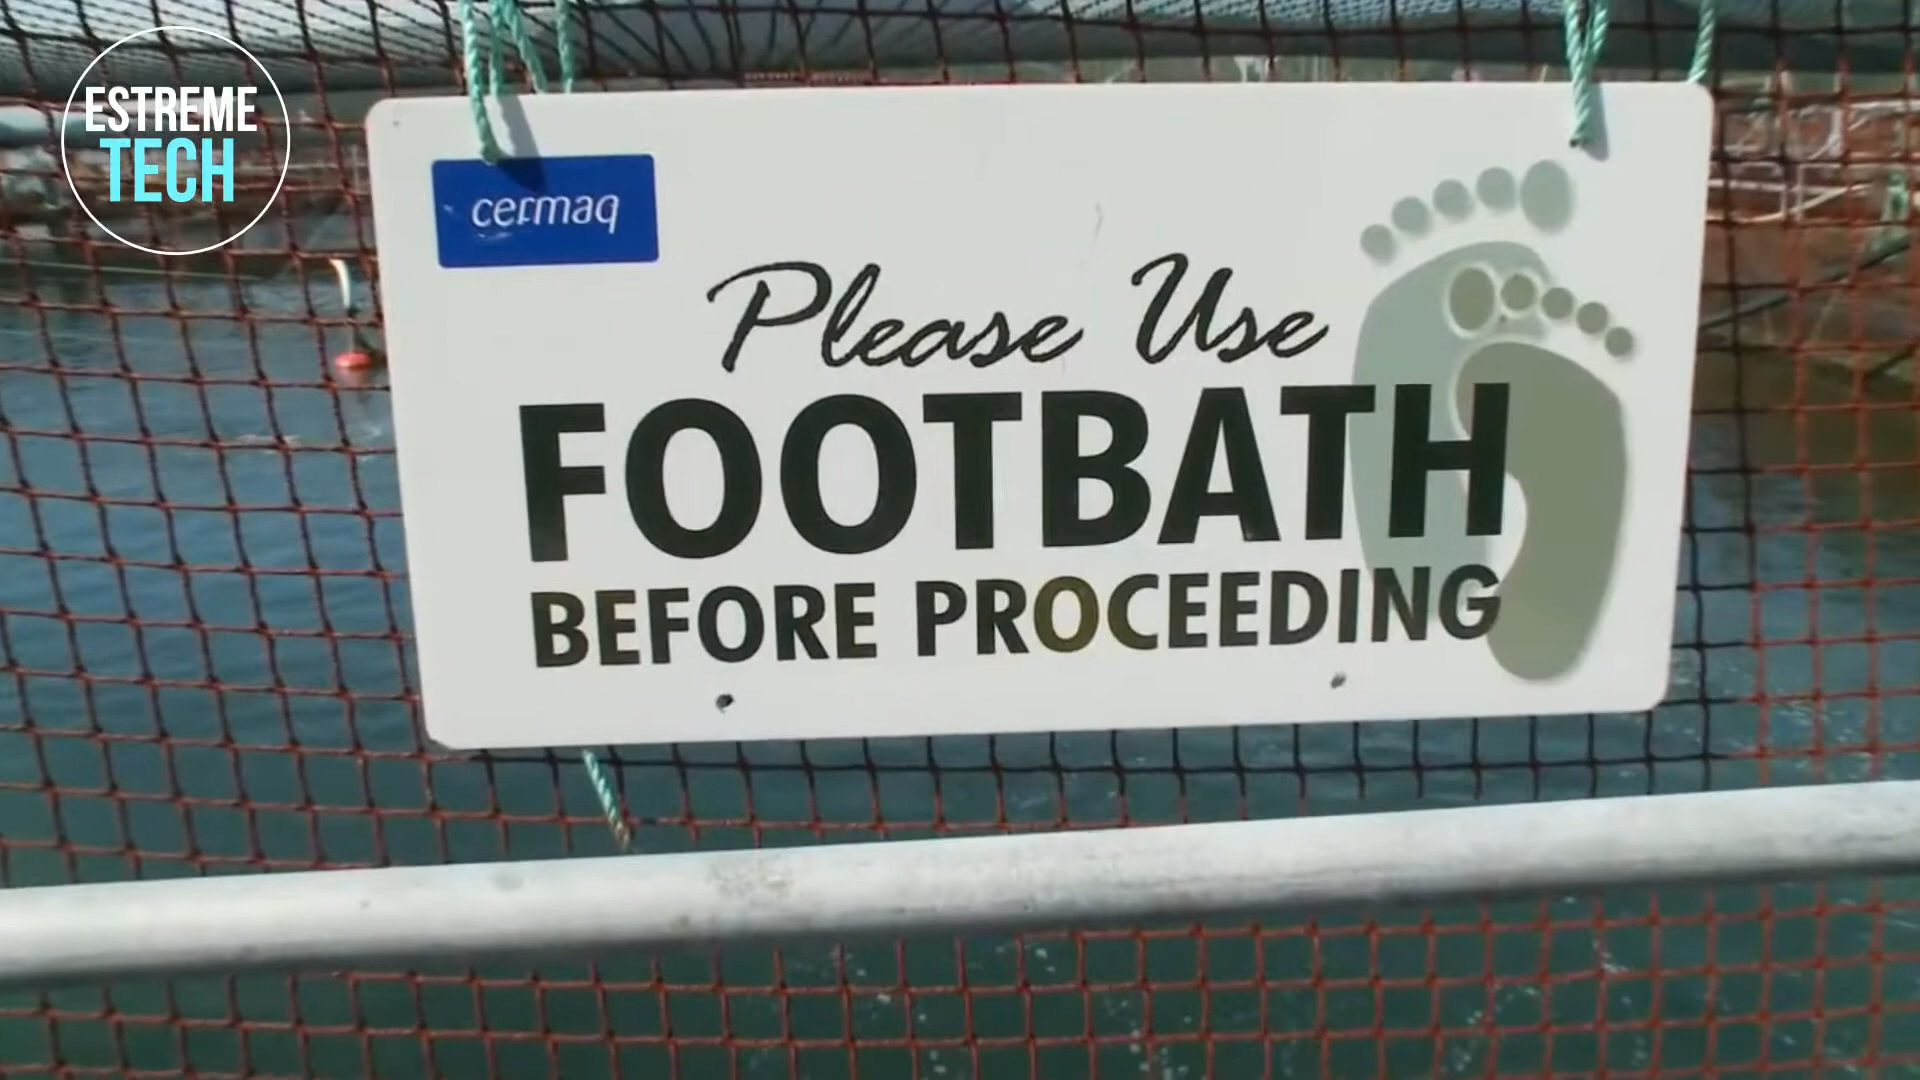 ESTREME
TECH
cermaq
Please Use
FOOTBATH
BEFORE PROCEEDING